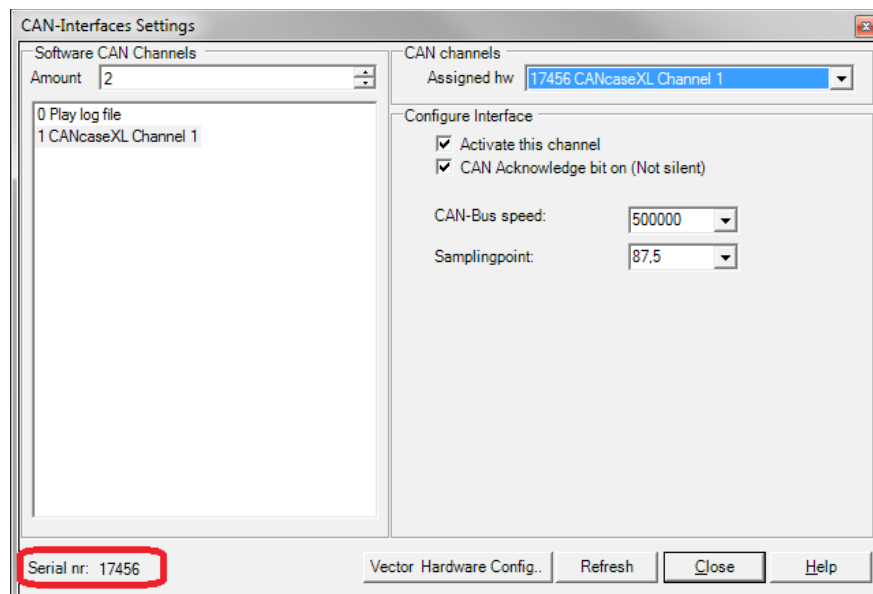 CAN-Interfaces Settings
Software CAN Channels
Amount 2
0 Play log file
1 CANcaseXL Channel 1
CAN channels
Assigned hw 17456 CANcaseXL Channel 1
Configure Interface
Activate this channel
CAN Acknowledge bit on (Not silent)
CAN-Bus speed: 500000
Samplingpoint: 87,5
Serial nr: 17456
Vector Hardware Config.. Refresh Close Help